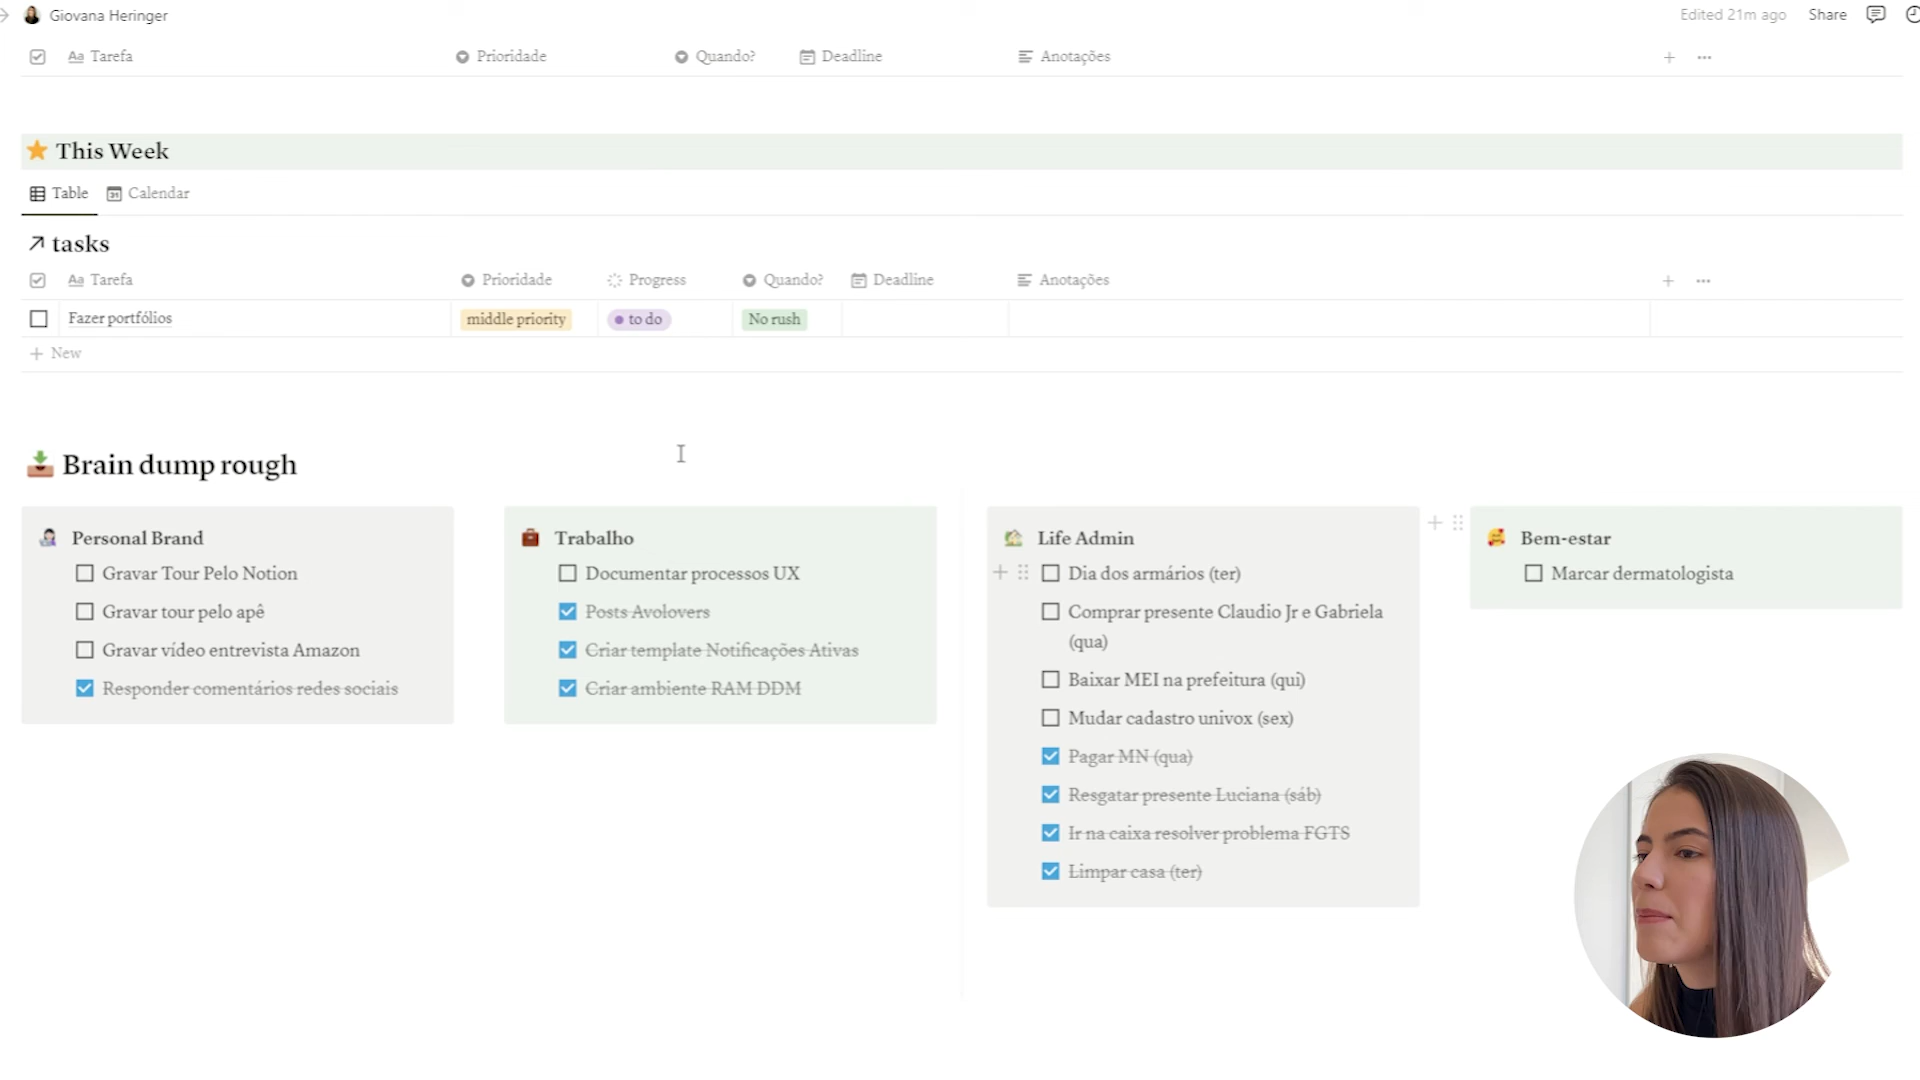 Giovana Heringer
Edited 21m ago Share
Aa Tarefa Prioridade Quando? Deadline Anotações
This Week
Table Calendar
tasks
Aa Tarefa Prioridade Progress Quando? Deadline Anotações
Fazer portfólios middle priority to do No rush
New
Brain dump rough
Personal Brand
Gravar Tour Pelo Notion
Gravar tour pelo apê
Gravar vídeo entrevista Amazon
Responder comentários redes sociais
Trabalho
Documentar processos UX
Posts Avolovers
Criar template Notificações Ativas
Criar ambiente RAM DDM
Life Admin
Dia dos armários (ter)
Comprar presente Claudio Jr e Gabriela
(qua)
Baixar MEI na prefeitura (qui)
Mudar cadastro univox (sex)
Pagar MN (qua)
Resgatar presente Luciana (sáb)
Ir na caixa resolver problema FGTS
Limpar casa (ter)
Bem-estar
Marcar dermatologista